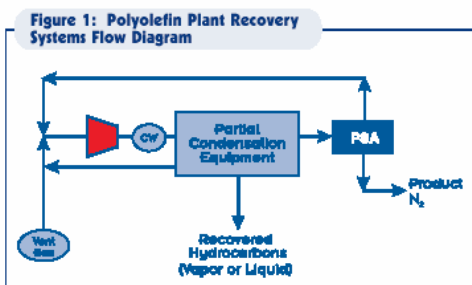 Figure 1: Polyolefin Plant Recovery
Systems Flow Diagram
CW
Partial
Condensation
Equipment
PSA
Product
N₂
Vent
Gas
Recovered
Hydrocarbons
(Vapor or Liquid)